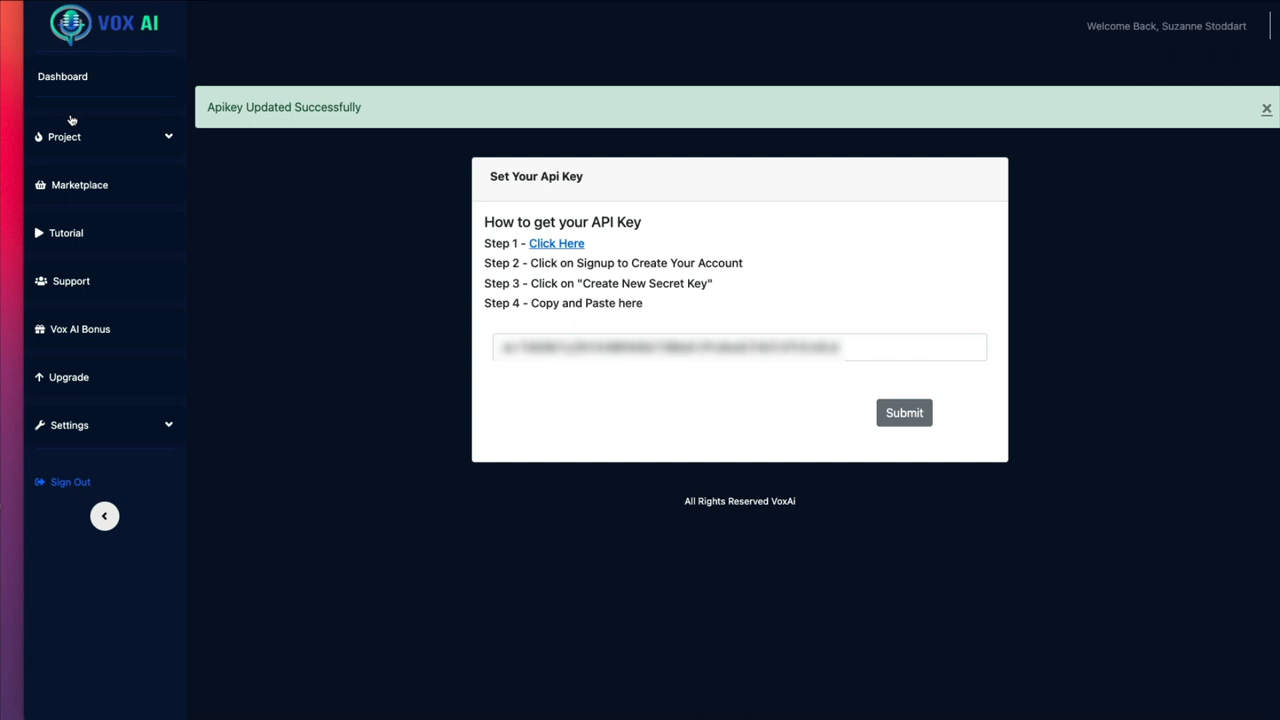 VOX AI
Welcome Back, Suzanne Stoddart
Dashboard
Apikey Updated Successfully
Project
Set Your Api Key
Marketplace
How to get your API Key
Step 1 - Click Here
Tutorial
Step 2 - Click on Signup to Create Your Account
Step 3 - Click on "Create New Secret Key"
Support
Step 4 - Copy and Paste here
Vox AI Bonus
Upgrade
Submit
Settings
Sign Out
All Rights Reserved VoxAi